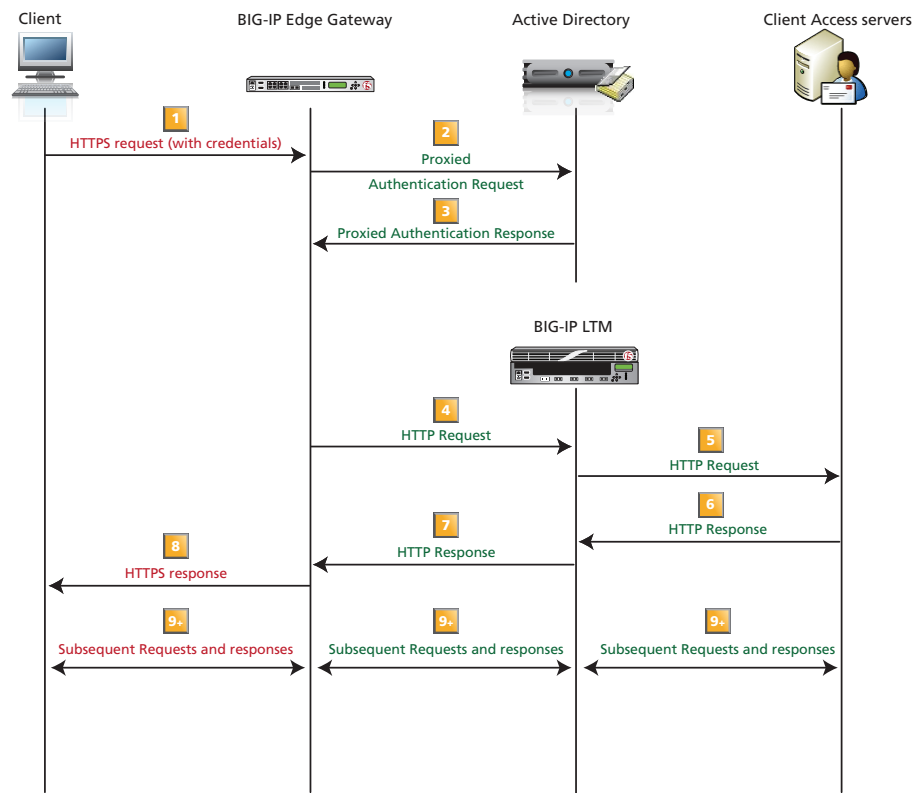 Client
BIG-IP Edge Gateway
Active Directory
Client Access servers
1
HTTPS request (with credentials)
2
Proxied
Authentication Request
3
Proxied Authentication Response
BIG-IP LTM
4
HTTP Request
5
HTTP Request
6
HTTP Response
7
HTTP Response
8
HTTPS response
9+
Subsequent Requests and responses
9+
Subsequent Requests and responses
9+
Subsequent Requests and responses